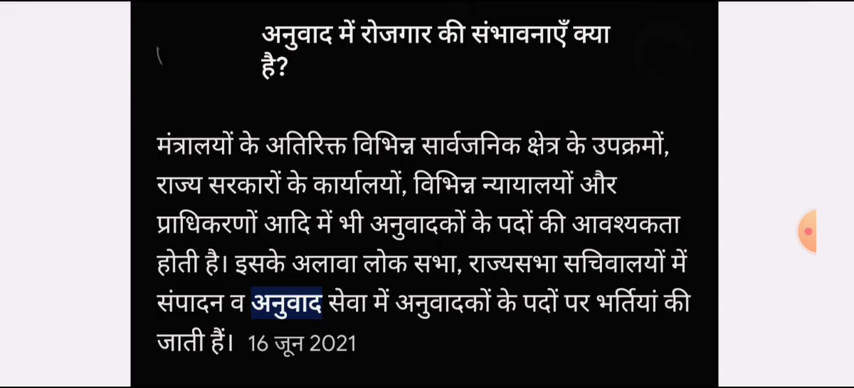 अनुवाद में रोजगार की संभावनाएँ क्या
है?
मंत्रालयों के अतिरिक्त विभिन्न सार्वजनिक क्षेत्र के उपक्रमों,
राज्य सरकारों के कार्यालयों, विभिन्न न्यायालयों और
प्राधिकरणों आदि में भी अनुवादकों के पदों की आवश्यकता
होती है। इसके अलावा लोक सभा, राज्यसभा सचिवालयों में
संपादन व अनुवाद सेवा में अनुवादकों के पदों पर भर्तियां की
जाती हैं। 16 जून 2021